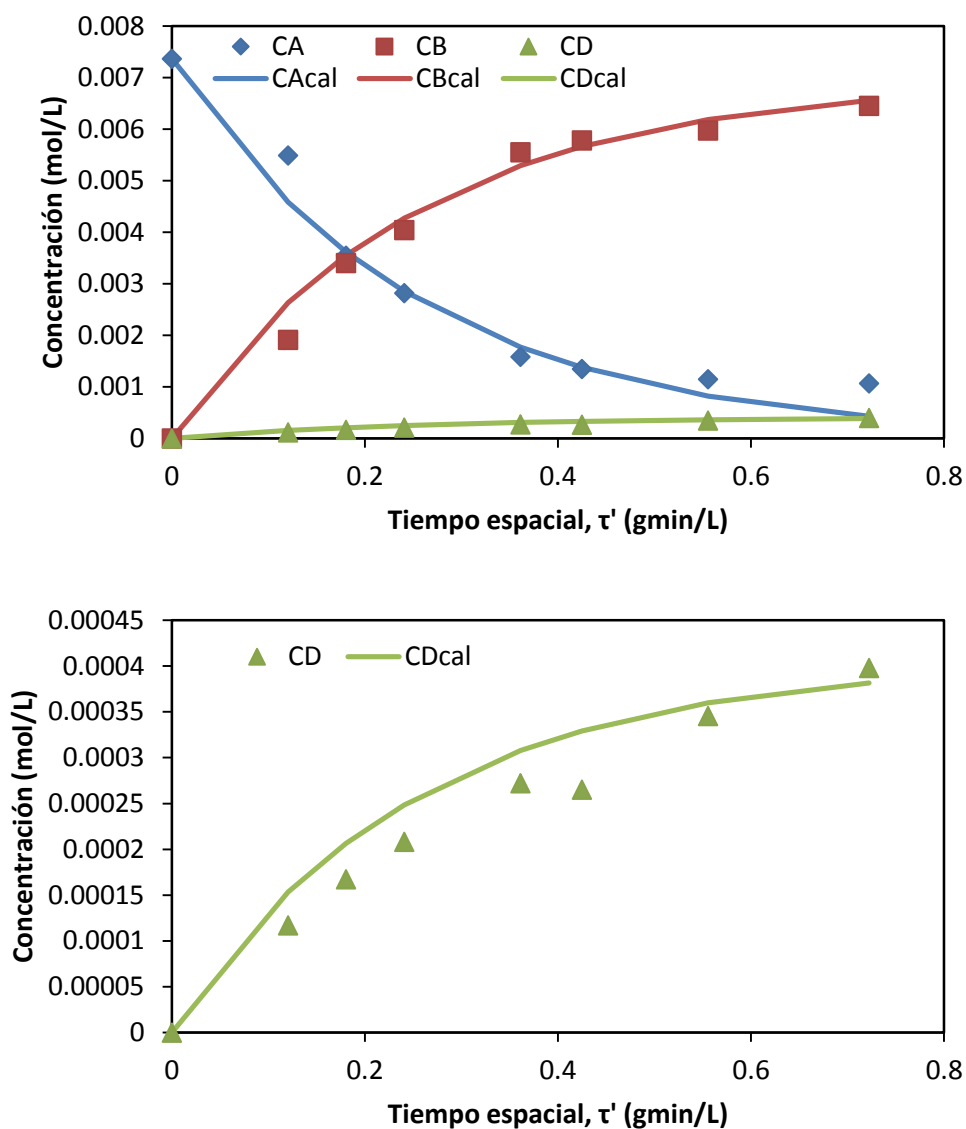 0.008
0.007
0.006
0.005
0.004
0.003
0.002
0.001
0
CA CB CD
CAcal CBcal CDcal
Concentración (mol/L)
0 0.2 0.4 0.6 0.8
Tiempo espacial, τ' (gmin/L)
0.00045
0.0004
0.00035
0.0003
0.00025
0.0002
0.00015
0.0001
0.00005
0
CD CDcal
Concentración (mol/L)
0 0.2 0.4 0.6 0.8
Tiempo espacial, τ' (gmin/L)